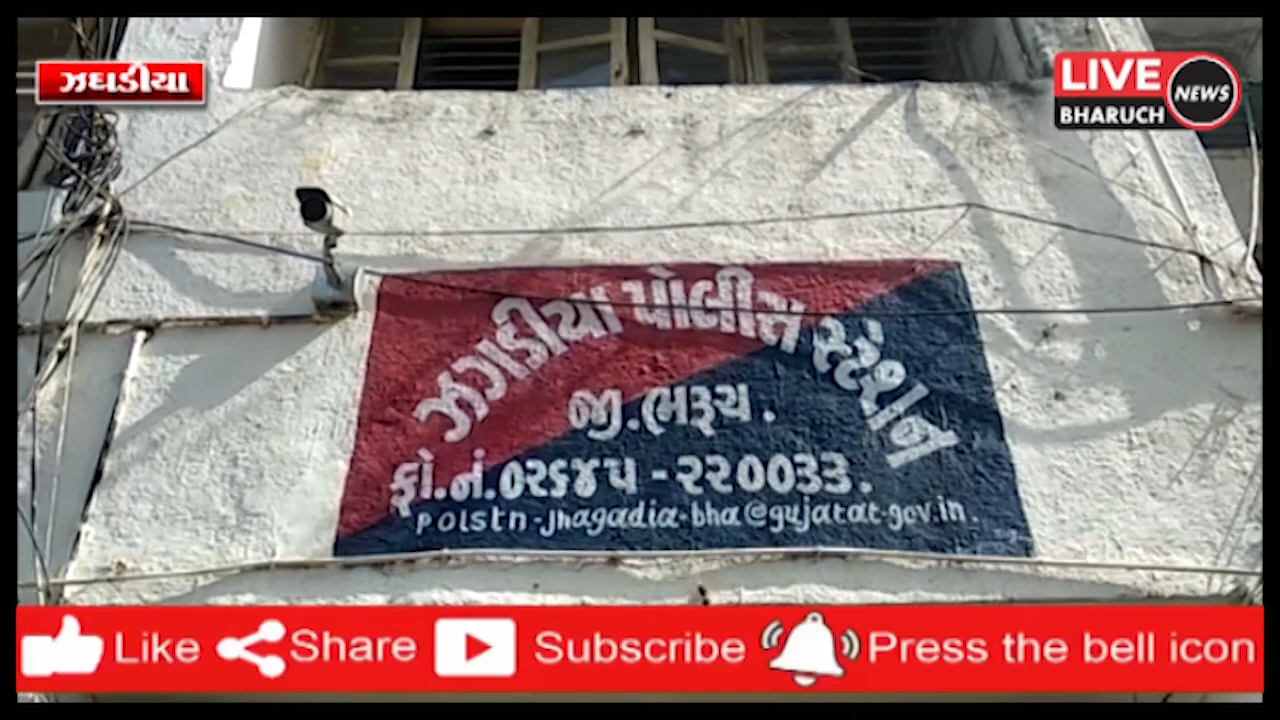 ઝઘડીયા
LIVE
BHARUCH
NEWS
ઝગડીયા પોલીસ સ્ટેશન
જી.ભરૂચ.
ફો.નં.૦૨૬૪૫ - ૨૨૦૦૩૩.
polstn-jhagadia-bha@gujarat.gov.in.
Like Share Subscribe Press the bell icon